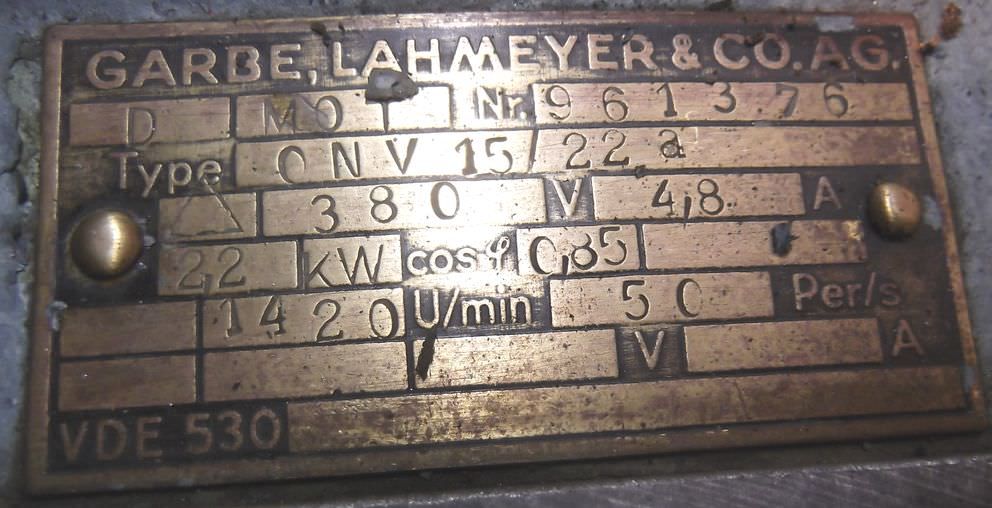 GARBE, LAHMEYER & CO. AG.
D MO Nr. 961376
Type ONV 15/22a
△ 380 V 4,8 A
2,2 KW cos φ 0,85
1420 U/min 50 Per/s
V A
VDE 530